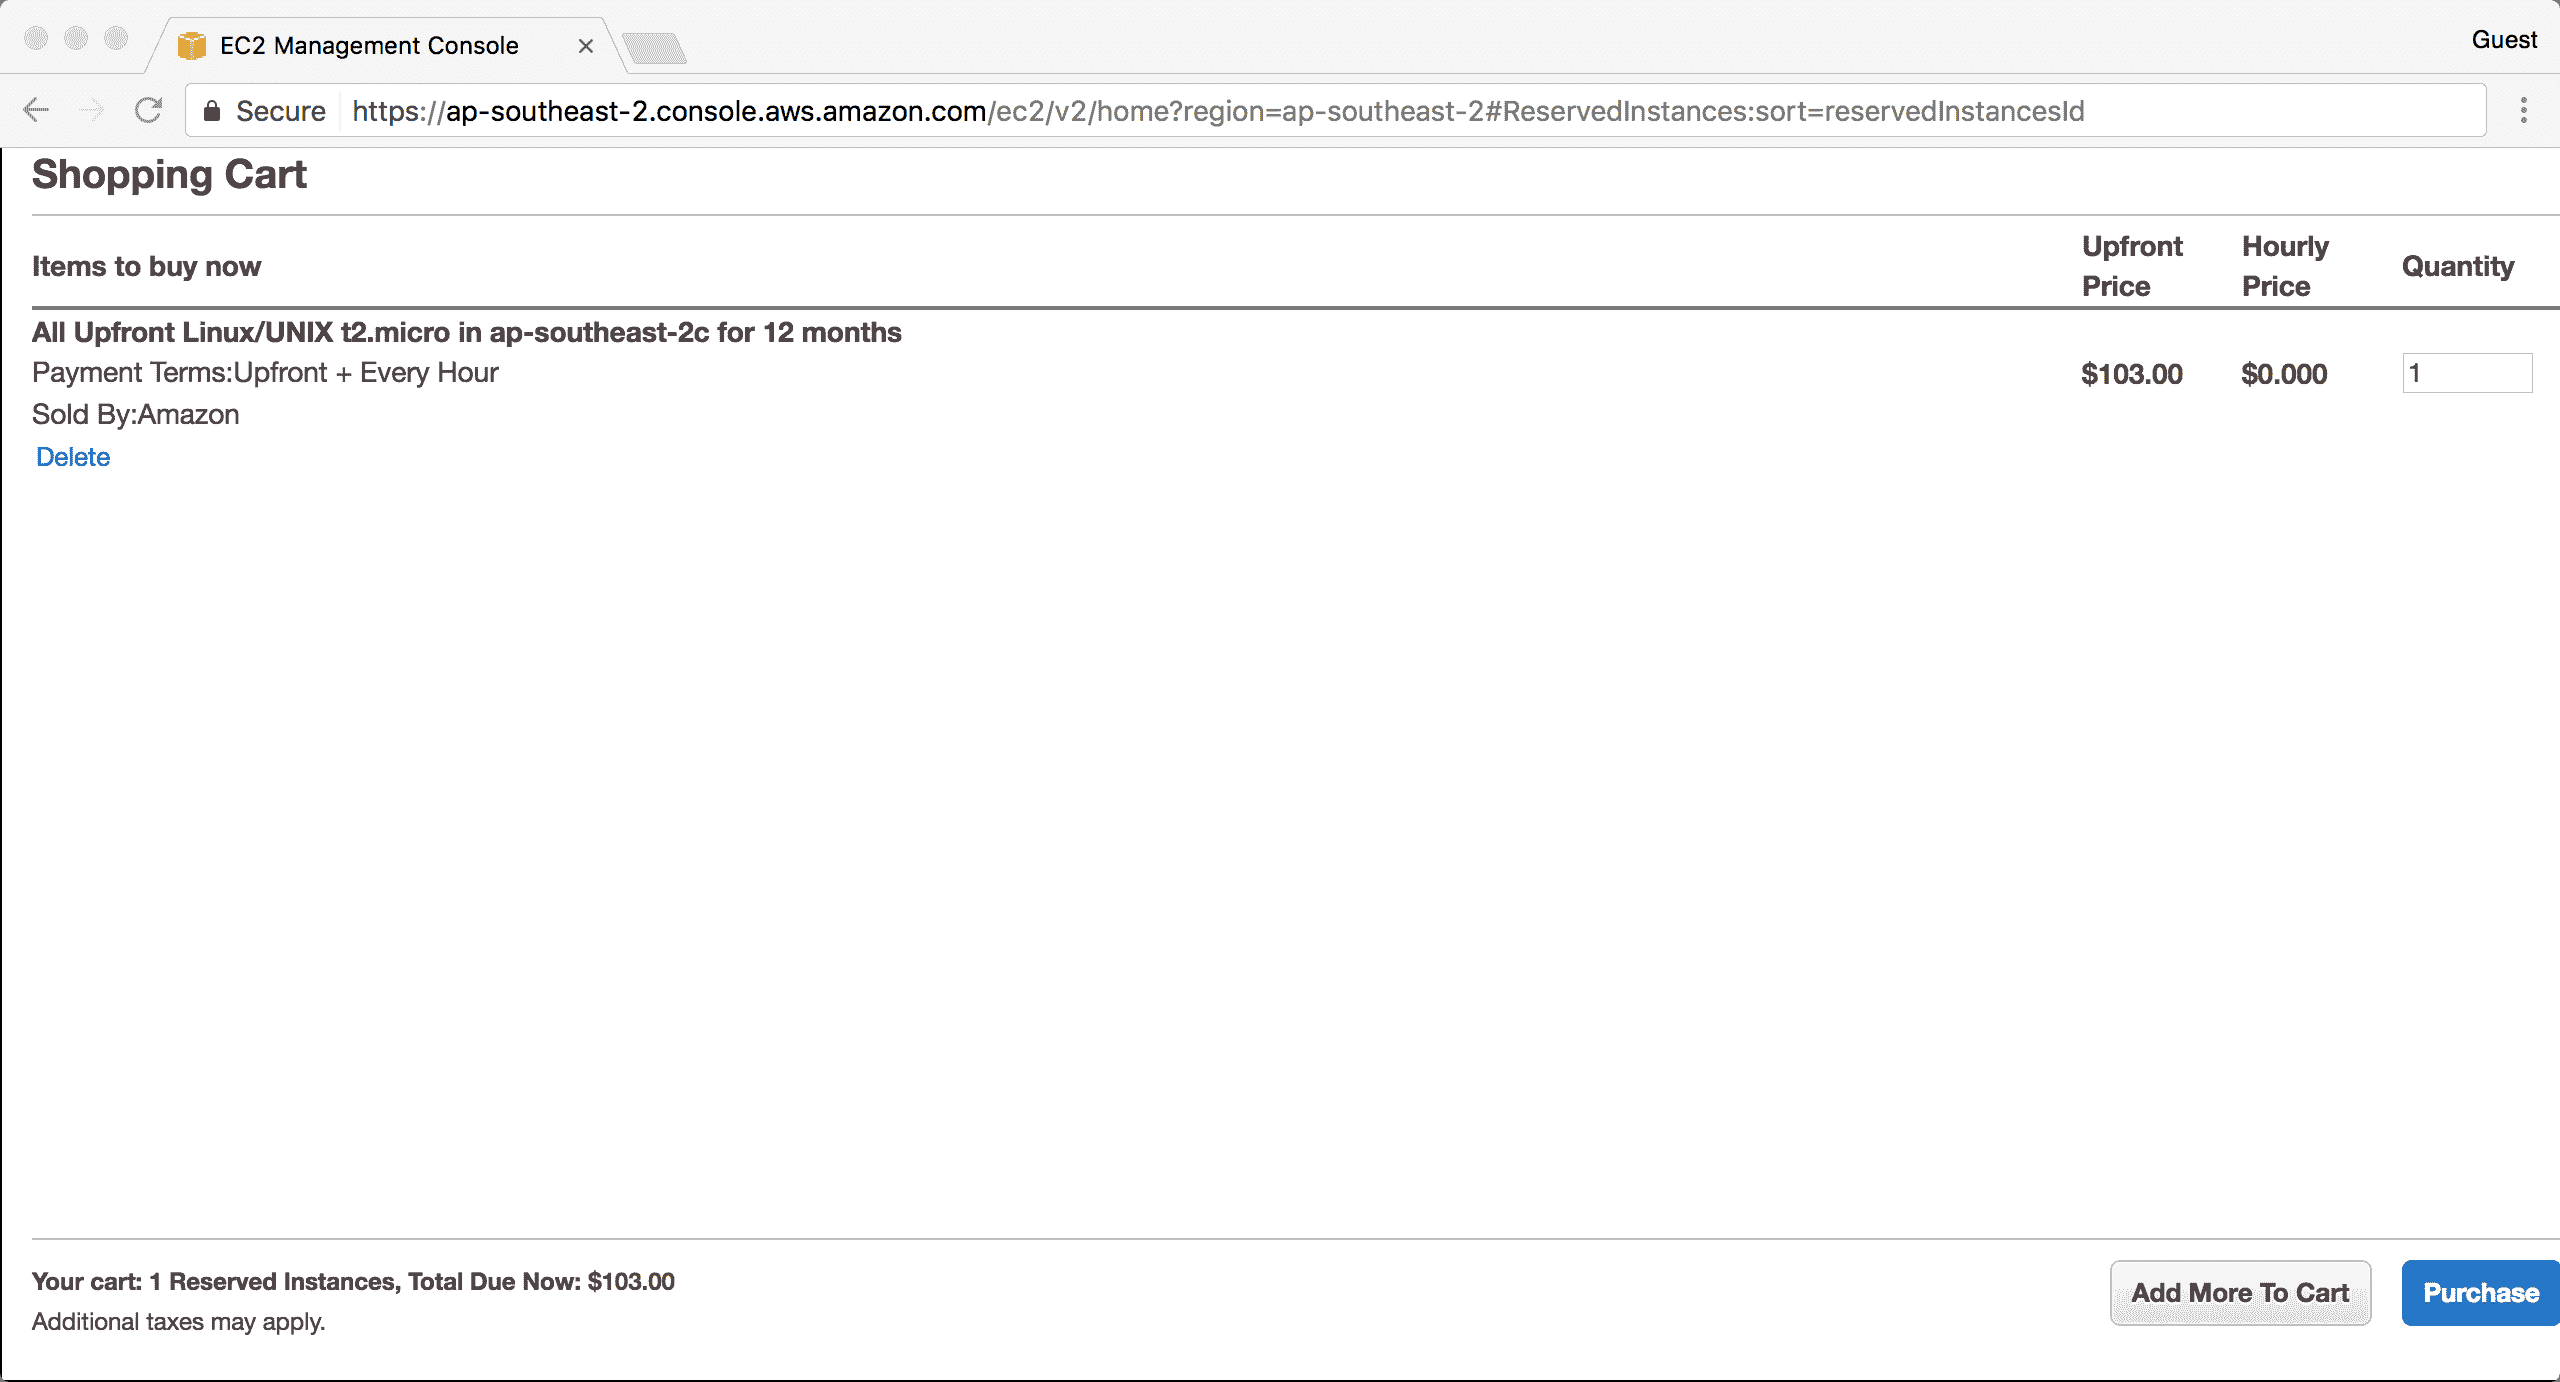 EC2 Management Console
Guest
Secure https://ap-southeast-2.console.aws.amazon.com/ec2/v2/home?region=ap-southeast-2#ReservedInstances:sort=reservedInstancesId
Shopping Cart
Items to buy now Upfront Price Hourly Price Quantity
All Upfront Linux/UNIX t2.micro in ap-southeast-2c for 12 months
Payment Terms:Upfront + Every Hour $103.00 $0.000 1
Sold By:Amazon
Delete
Your cart: 1 Reserved Instances, Total Due Now: $103.00
Additional taxes may apply.
Add More To Cart Purchase